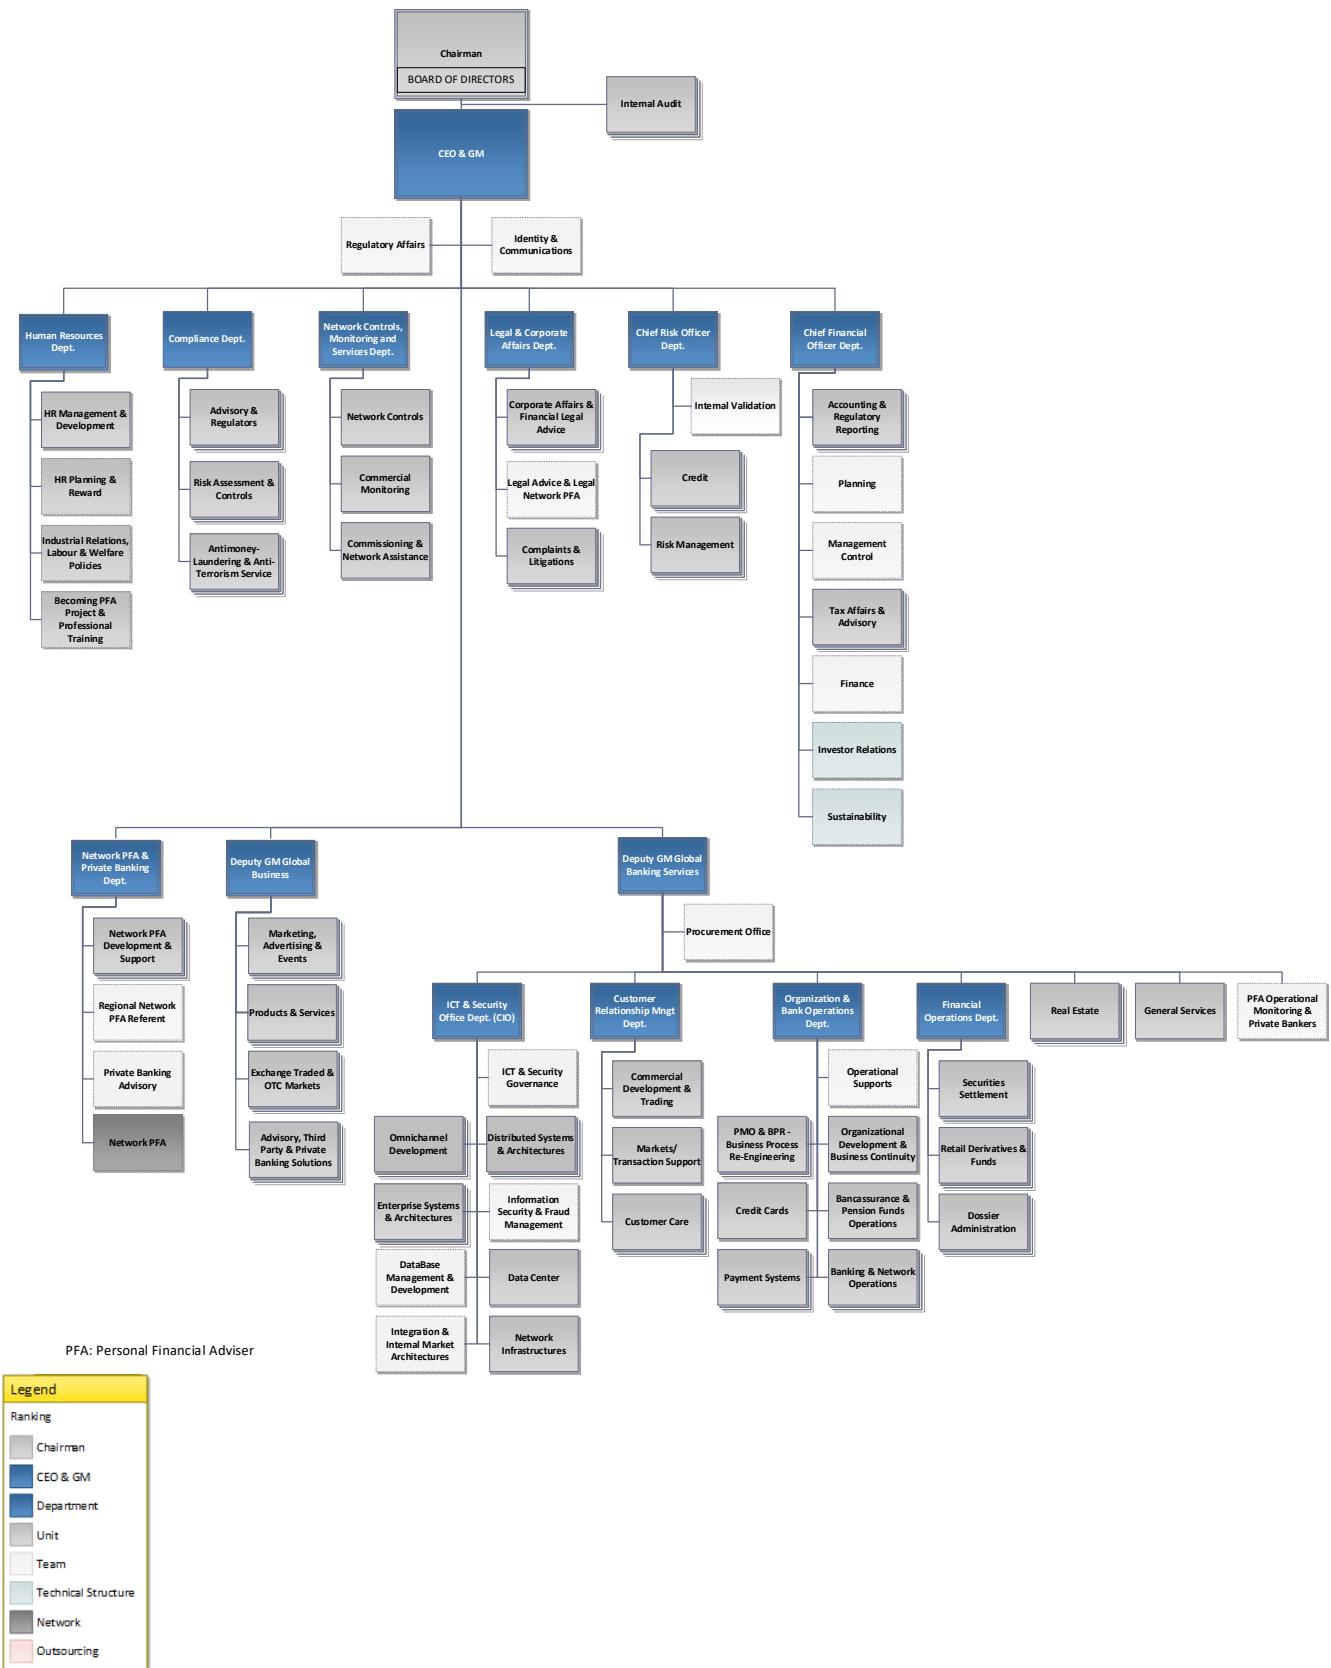 Chairman
BOARD OF DIRECTORS
Internal Audit
CEO & GM
Regulatory Affairs
Identity &
Communications
Human Resources
Dept.
Compliance Dept.
Network Controls,
Monitoring and
Services Dept.
Legal & Corporate
Affairs Dept.
Chief Risk Officer
Dept.
Chief Financial
Officer Dept.
HR Management &
Development
HR Planning &
Reward
Industrial Relations,
Labour & Welfare
Policies
Becoming PFA
Project &
Professional
Training
Advisory &
Regulators
Risk Assessment &
Controls
Antimoney-
Laundering & Anti-
Terrorism Service
Network Controls
Commercial
Monitoring
Commissioning &
Network Assistance
Corporate Affairs &
Financial Legal
Advice
Legal Advice & Legal
Network PFA
Complaints &
Litigations
Internal Validation
Credit
Risk Management
Accounting &
Regulatory
Reporting
Planning
Management
Control
Tax Affairs &
Advisory
Finance
Investor Relations
Sustainability
Network PFA &
Private Banking
Dept.
Deputy GM Global
Business
Deputy GM Global
Banking Services
Network PFA
Development &
Support
Regional Network
PFA Referent
Private Banking
Advisory
Network PFA
Marketing,
Advertising &
Events
Products & Services
Exchange Traded &
OTC Markets
Advisory, Third
Party & Private
Banking Solutions
Procurement Office
ICT & Security
Office Dept. (CIO)
Customer
Relationship Mngt
Dept.
Organization &
Bank Operations
Dept.
Financial
Operations Dept.
Real Estate
General Services
PFA Operational
Monitoring &
Private Bankers
ICT & Security
Governance
Omnichannel
Development
Distributed Systems
& Architectures
Enterprise Systems
& Architectures
Information
Security & Fraud
Management
DataBase
Management &
Development
Data Center
Integration &
Internal Market
Architectures
Network
Infrastructures
Commercial
Development &
Trading
Markets/
Transaction Support
Customer Care
Operational
Supports
PMO & BPR -
Business Process
Re-Engineering
Organizational
Development &
Business Continuity
Credit Cards
Bancassurance &
Pension Funds
Operations
Payment Systems
Banking & Network
Operations
Securities
Settlement
Retail Derivatives &
Funds
Dossier
Administration
PFA: Personal Financial Adviser
Legend
Ranking
Chairman
CEO & GM
Department
Unit
Team
Technical Structure
Network
Outsourcing